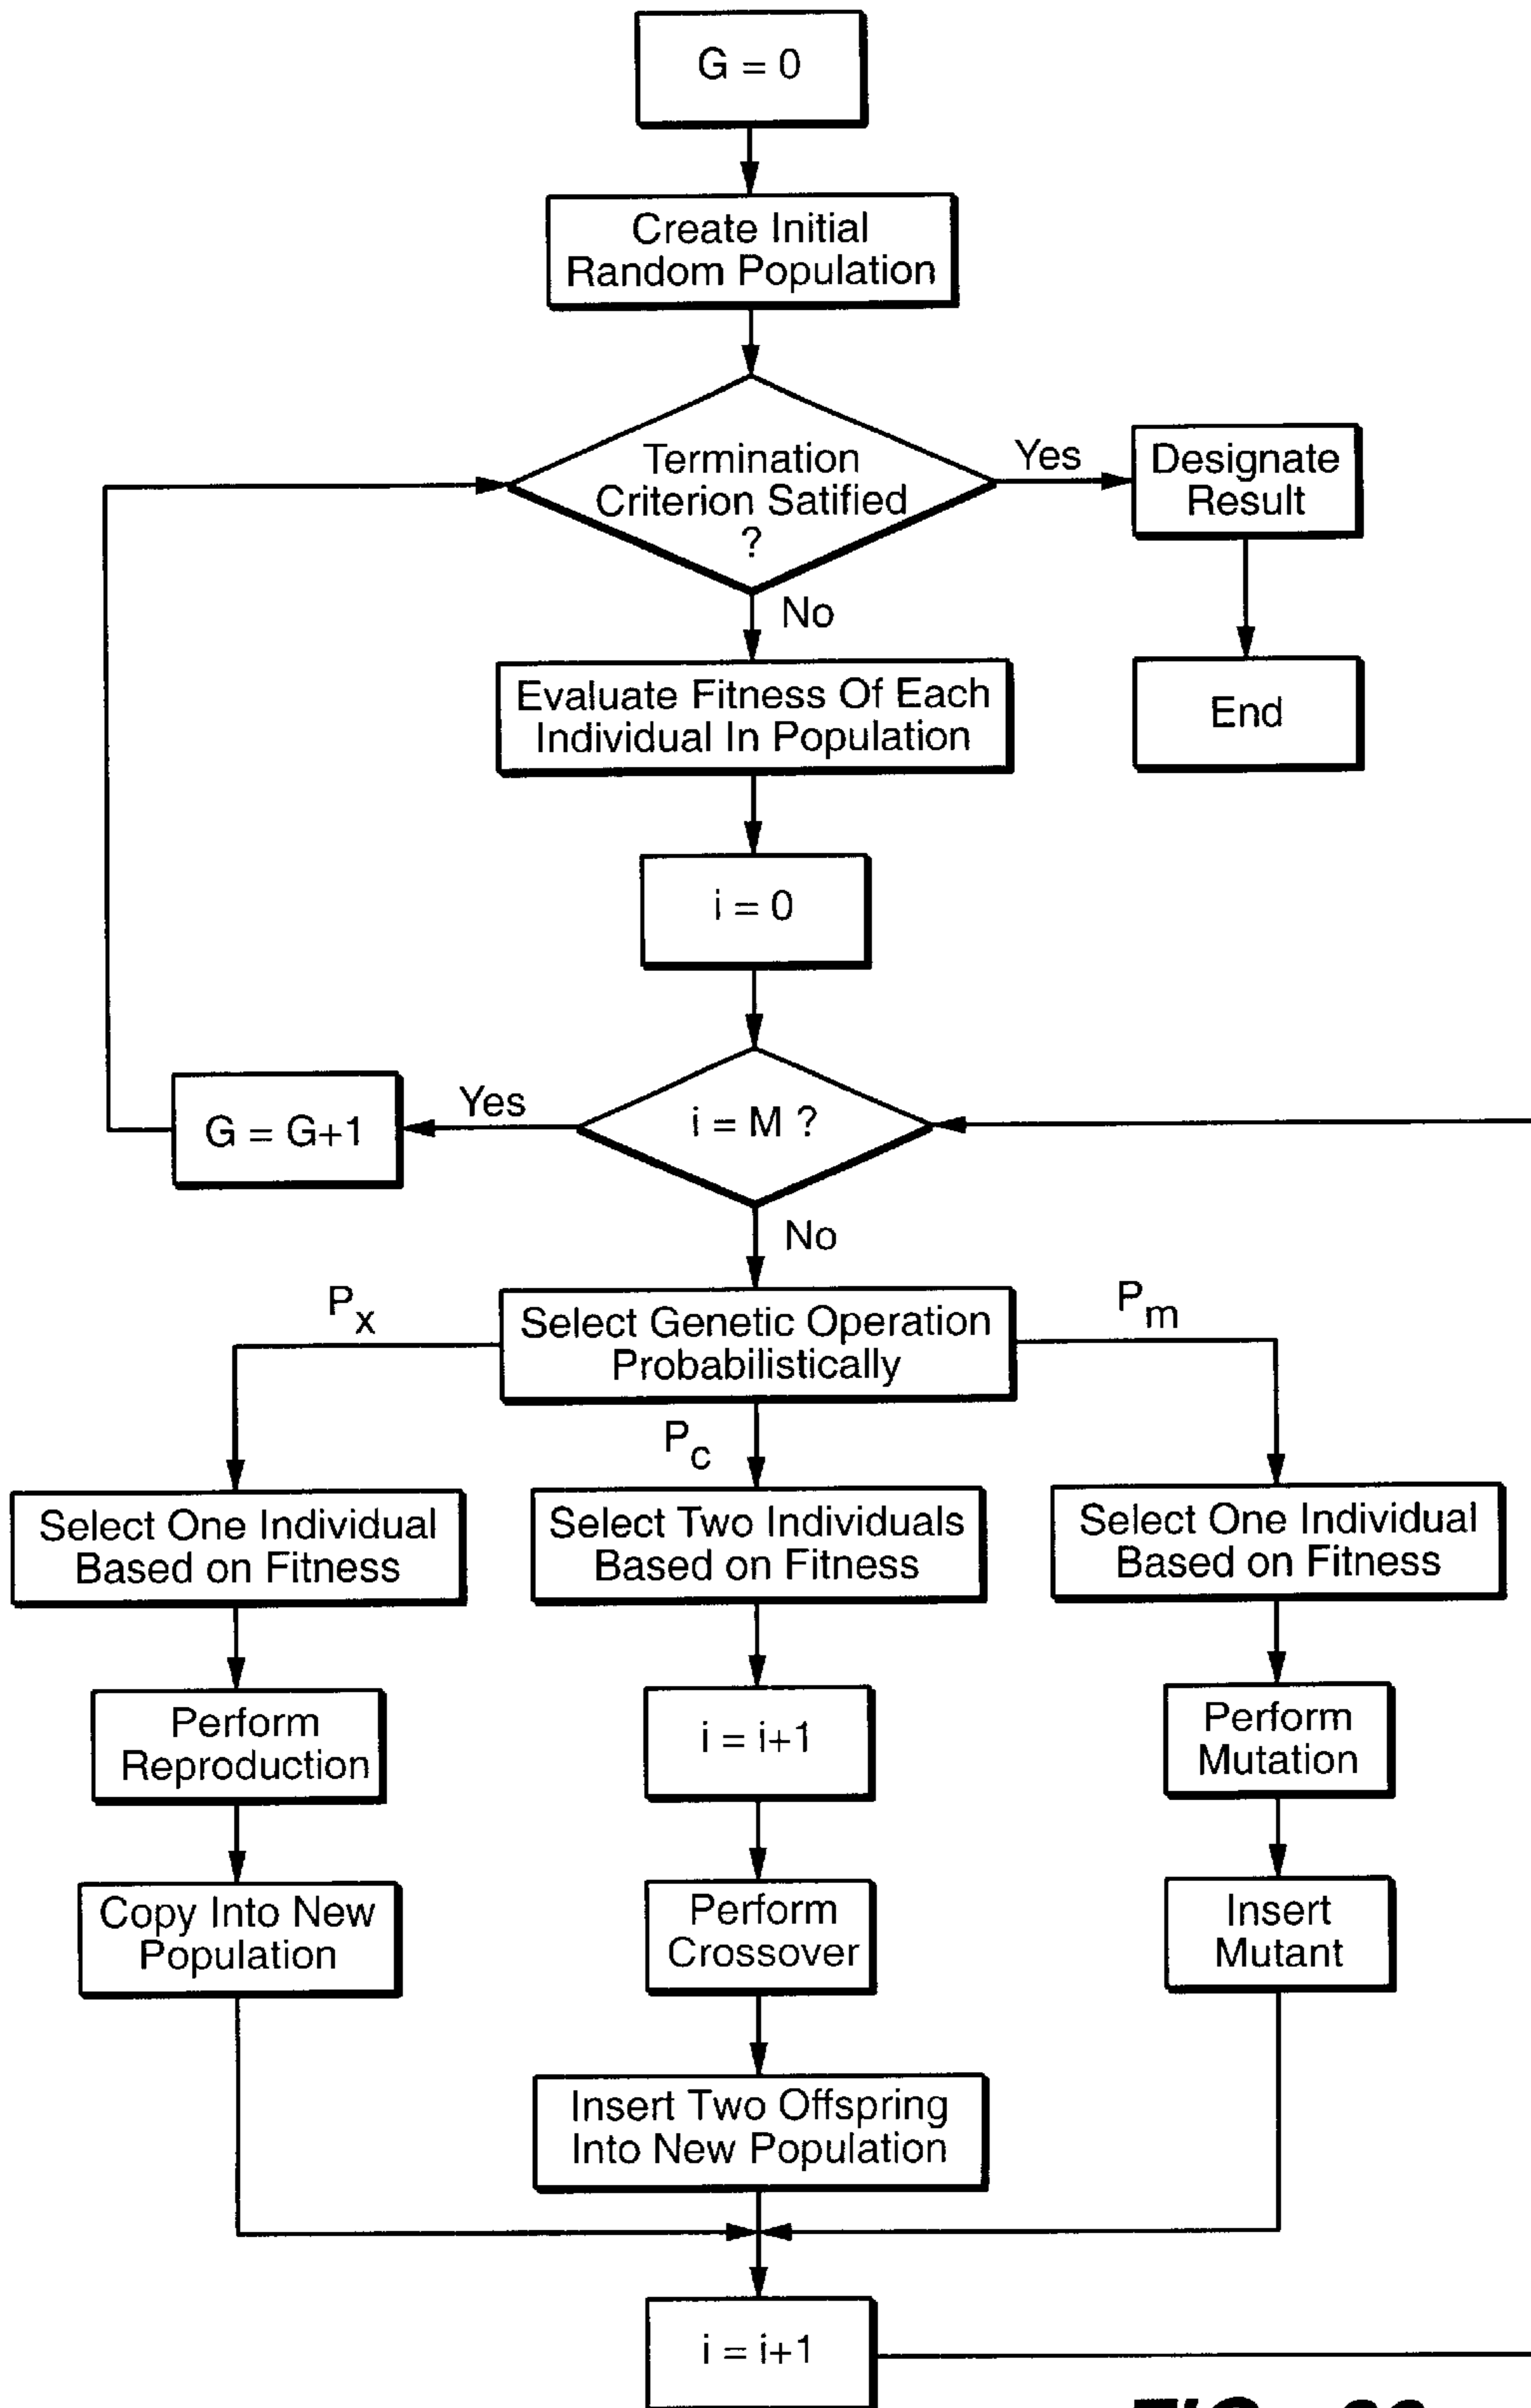 G = 0
Create Initial
Random Population
Termination
Criterion Satified
?
Yes
Designate
Result
No
End
Evaluate Fitness Of Each
Individual In Population
i = 0
i = M ?
Yes
G = G+1
No
Px
Select Genetic Operation
Probabilistically
Pm
Pc
Select One Individual
Based on Fitness
Select Two Individuals
Based on Fitness
Select One Individual
Based on Fitness
Perform
Reproduction
i = i+1
Perform
Mutation
Copy Into New
Population
Perform
Crossover
Insert
Mutant
Insert Two Offspring
Into New Population
i = i+1